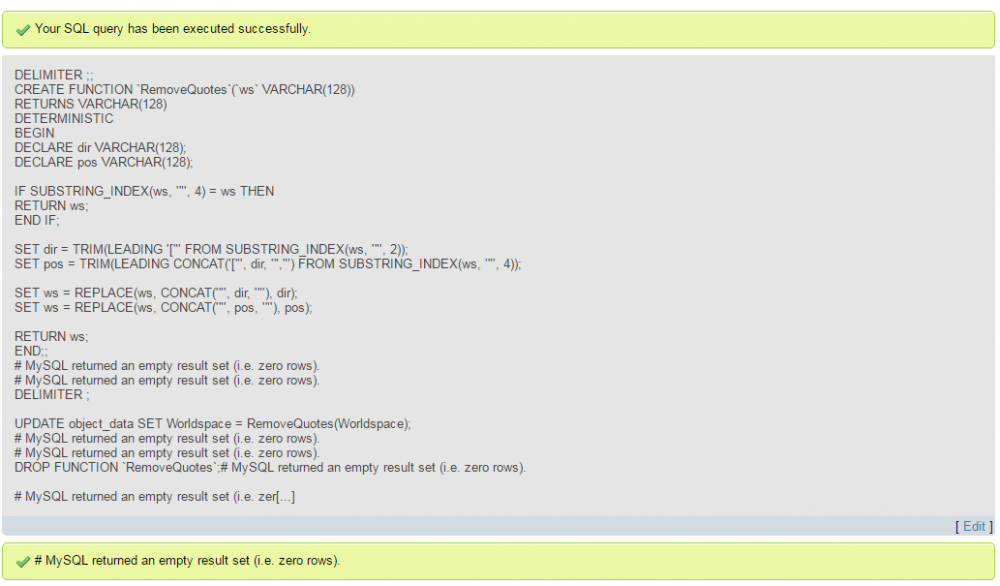 Your SQL query has been executed successfully.
DELIMITER ;;
CREATE FUNCTION `RemoveQuotes`(`ws` VARCHAR(128))
RETURNS VARCHAR(128)
DETERMINISTIC
BEGIN
DECLARE dir VARCHAR(128);
DECLARE pos VARCHAR(128);
IF SUBSTRING_INDEX(ws, '"', 4) = ws THEN
RETURN ws;
END IF;
SET dir = TRIM(LEADING '["' FROM SUBSTRING_INDEX(ws, '"', 2));
SET pos = TRIM(LEADING CONCAT('["', dir, '","') FROM SUBSTRING_INDEX(ws, '"', 4));
SET ws = REPLACE(ws, CONCAT('"', dir, '"'), dir);
SET ws = REPLACE(ws, CONCAT('"', pos, '"'), pos);
RETURN ws;
END;;
# MySQL returned an empty result set (i.e. zero rows).
# MySQL returned an empty result set (i.e. zero rows).
DELIMITER ;
UPDATE object_data SET Worldspace = RemoveQuotes(Worldspace);
# MySQL returned an empty result set (i.e. zero rows).
# MySQL returned an empty result set (i.e. zero rows).
DROP FUNCTION `RemoveQuotes`;# MySQL returned an empty result set (i.e. zero rows).
# MySQL returned an empty result set (i.e. zer[...]
[ Edit ]
# MySQL returned an empty result set (i.e. zero rows).